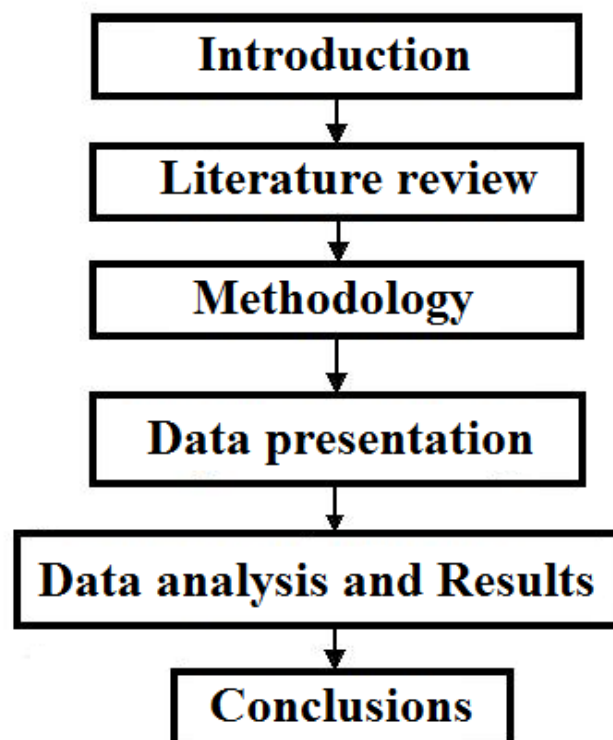 Introduction
Literature review
Methodology
Data presentation
Data analysis and Results
Conclusions